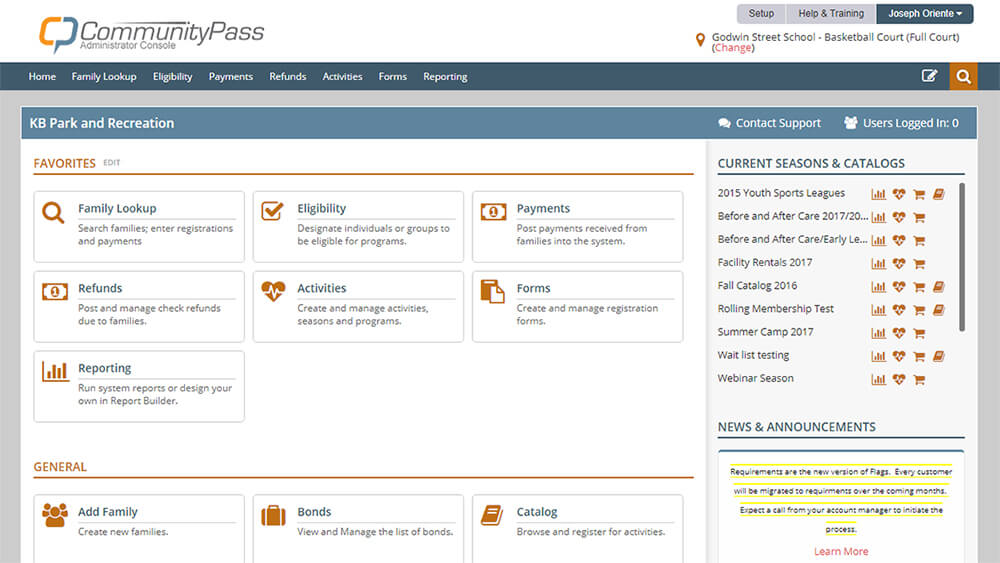 Setup Help & Training Joseph Oriente
CommunityPass
Administrator Console
Godwin Street School - Basketball Court (Full Court)
(Change)
Home Family Lookup Eligibility Payments Refunds Activities Forms Reporting
KB Park and Recreation
Contact Support Users Logged In: 0
FAVORITES EDIT
Family Lookup
Search families; enter registrations
and payments
Eligibility
Designate individuals or groups to
be eligible for programs.
Payments
Post payments received from
families into the system.
Refunds
Post and manage check refunds
due to families.
Activities
Create and manage activities,
seasons and programs.
Forms
Create and manage registration
forms.
Reporting
Run system reports or design your
own in Report Builder.
GENERAL
Add Family
Create new families.
Bonds
View and Manage the list of bonds.
Catalog
Browse and register for activities.
CURRENT SEASONS & CATALOGS
2015 Youth Sports Leagues
Before and After Care 2017/20...
Before and After Care/Early Le...
Facility Rentals 2017
Fall Catalog 2016
Rolling Membership Test
Summer Camp 2017
Wait list testing
Webinar Season
NEWS & ANNOUNCEMENTS
Requirements are the new version of Flags. Every customer
will be migrated to requirments over the coming months.
Expect a call from your account manager to initiate the
process.
Learn More